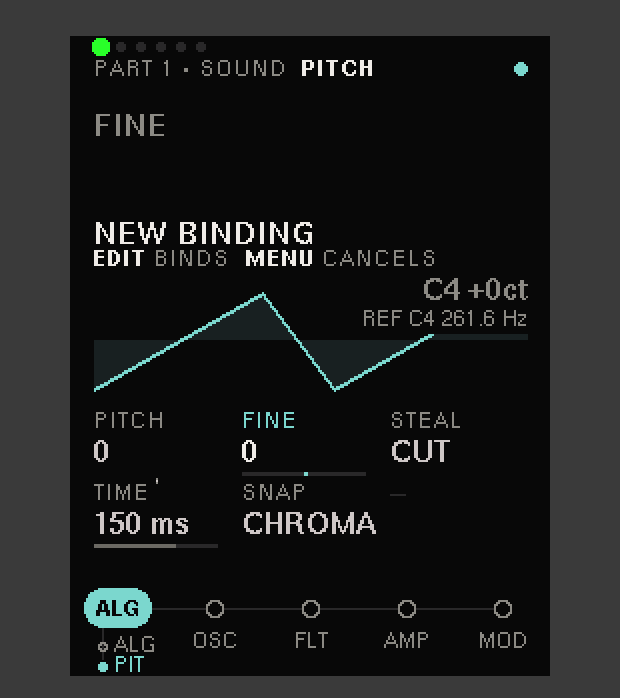 PART 1 · SOUND PITCH
FINE
NEW BINDING
EDIT BINDS MENU CANCELS
C4 +0ct
REF C4 261.6 Hz
PITCH FINE STEAL
0 0 CUT
TIME ' SNAP —
150 ms CHROMA
ALG OSC FLT AMP MOD
ALG
PIT